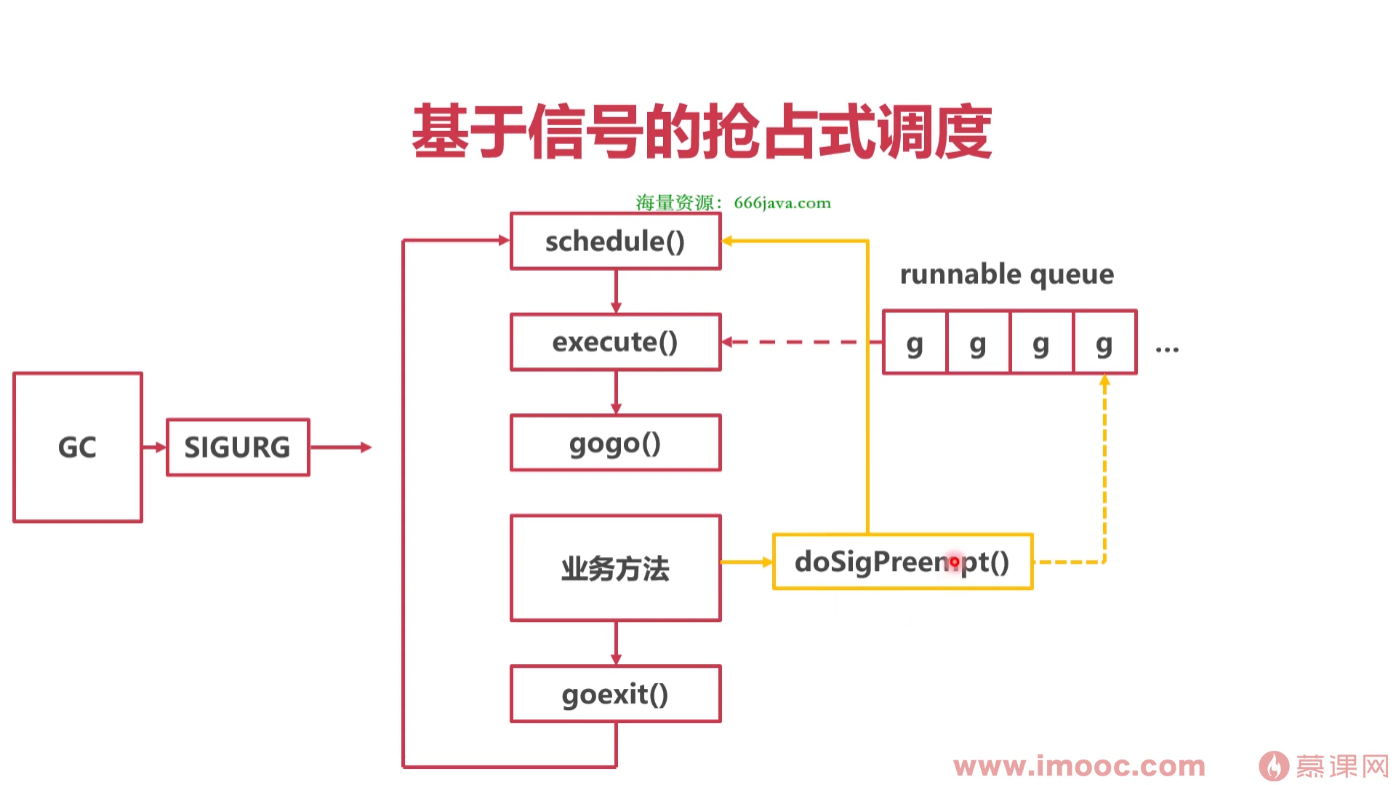 基于信号的抢占式调度
海量资源：666java.com
schedule()
runnable queue
execute()
g g g g ...
GC
SIGURG
gogo()
业务方法
doSigPreempt()
goexit()
www.imooc.com
慕课网